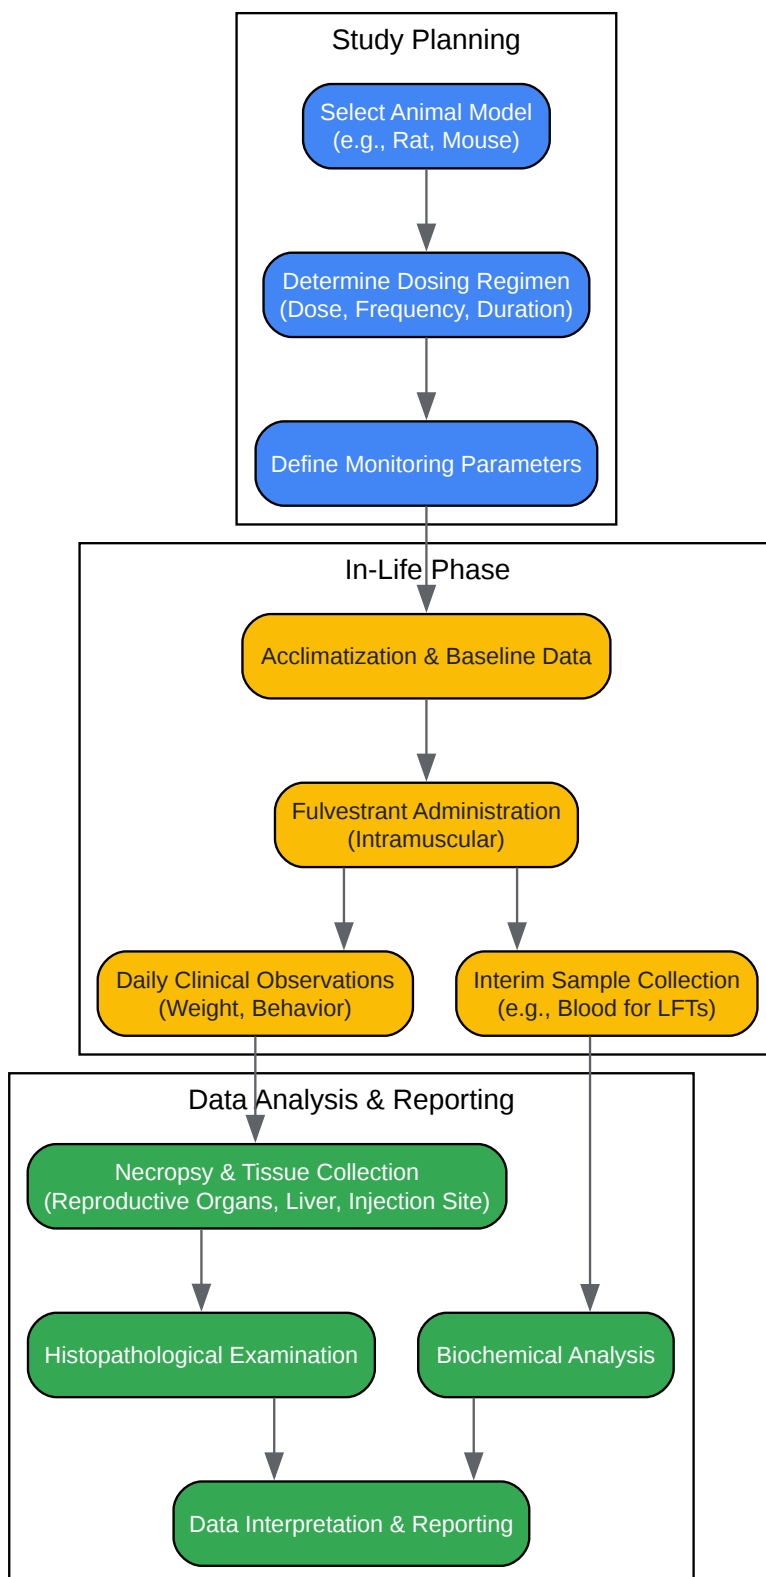 Study Planning
Select Animal Model
(e.g., Rat, Mouse)
Determine Dosing Regimen
(Dose, Frequency, Duration)
Define Monitoring Parameters
In-Life Phase
Acclimatization & Baseline Data
Fulvestrant Administration
(Intramuscular)
Daily Clinical Observations
(Weight, Behavior)
Interim Sample Collection
(e.g., Blood for LFTs)
Data Analysis & Reporting
Necropsy & Tissue Collection
(Reproductive Organs, Liver, Injection Site)
Histopathological Examination
Biochemical Analysis
Data Interpretation & Reporting